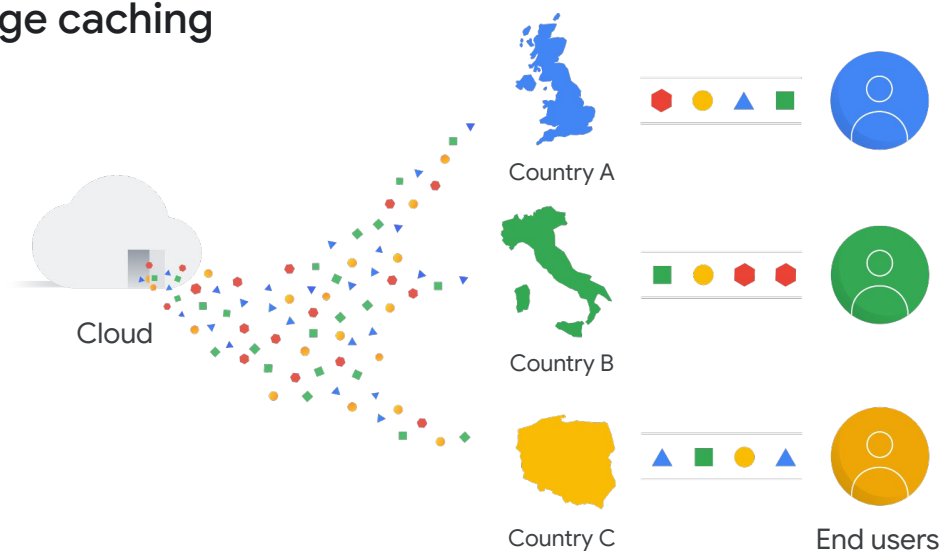 ge caching
Country A
Cloud
Country B
Country C
End users